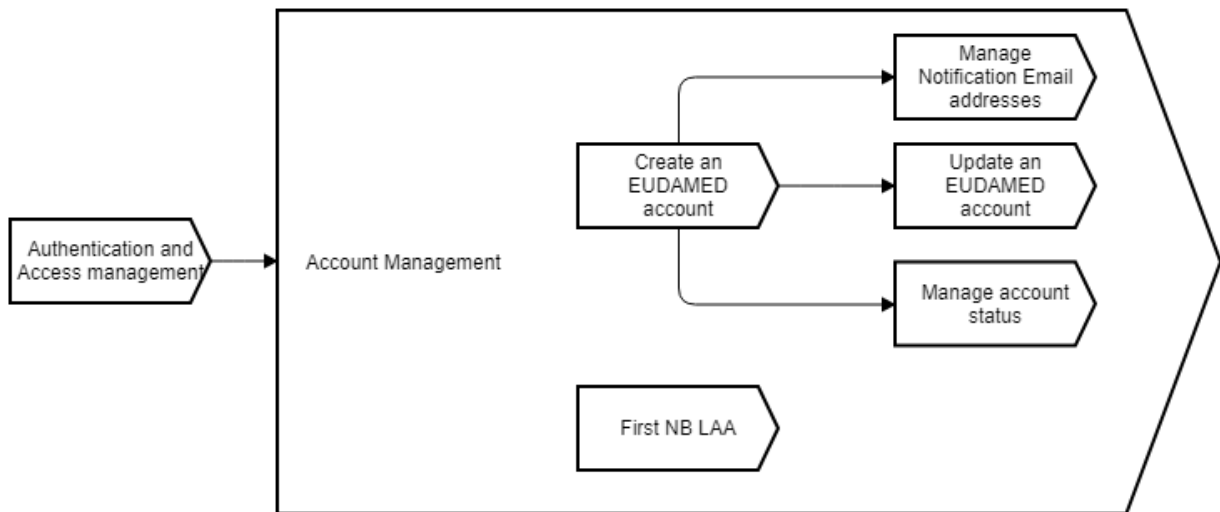 Manage
Notification Email
addresses
Create an
EUDAMED
account
Update an
EUDAMED
account
Authentication and
Access management
Account Management
Manage account
status
First NB LAA